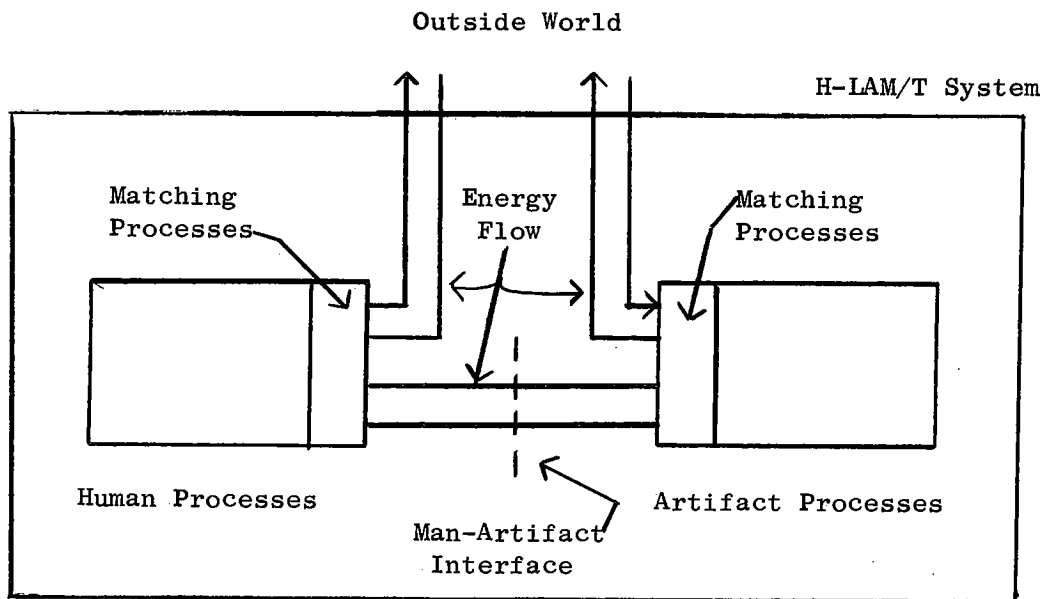 Outside World
H-LAM/T System
Matching
Processes
Energy
Flow
Matching
Processes
Human Processes
Artifact Processes
Man-Artifact
Interface